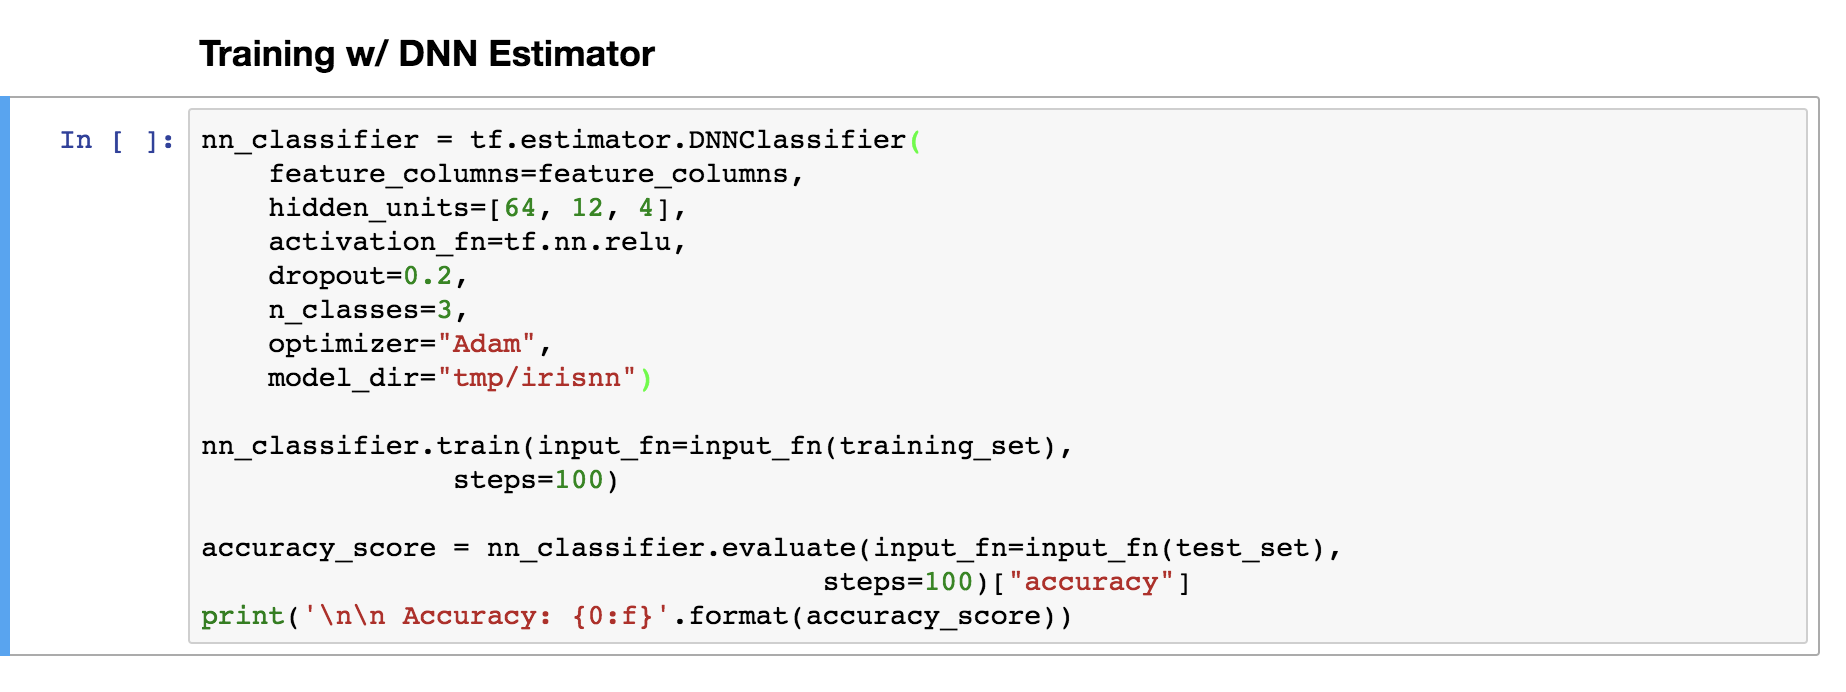 Training w/ DNN Estimator
In [ ]:
nn_classifier = tf.estimator.DNNClassifier(
    feature_columns=feature_columns,
    hidden_units=[64, 12, 4],
    activation_fn=tf.nn.relu,
    dropout=0.2,
    n_classes=3,
    optimizer="Adam",
    model_dir="tmp/irisnn")
nn_classifier.train(input_fn=input_fn(training_set),
               steps=100)
accuracy_score = nn_classifier.evaluate(input_fn=input_fn(test_set),
                                     steps=100)["accuracy"]
print('\n\n Accuracy: {0:f}'.format(accuracy_score))